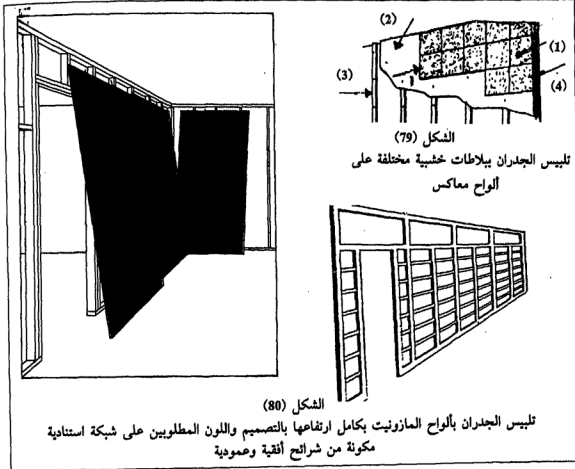 (2)
(1)
(3)
(4)
الشكل (79)
تلبيس الجدران ببلاطات خشبية مختلفة على
ألواح معاكس
الشكل (80)
تلبيس الجدران بألواح المازونيت بكامل ارتفاعها بالتصميم واللون المطلوبين على شبكة استنادية
مكونة من شرائح أفقية وعمودية